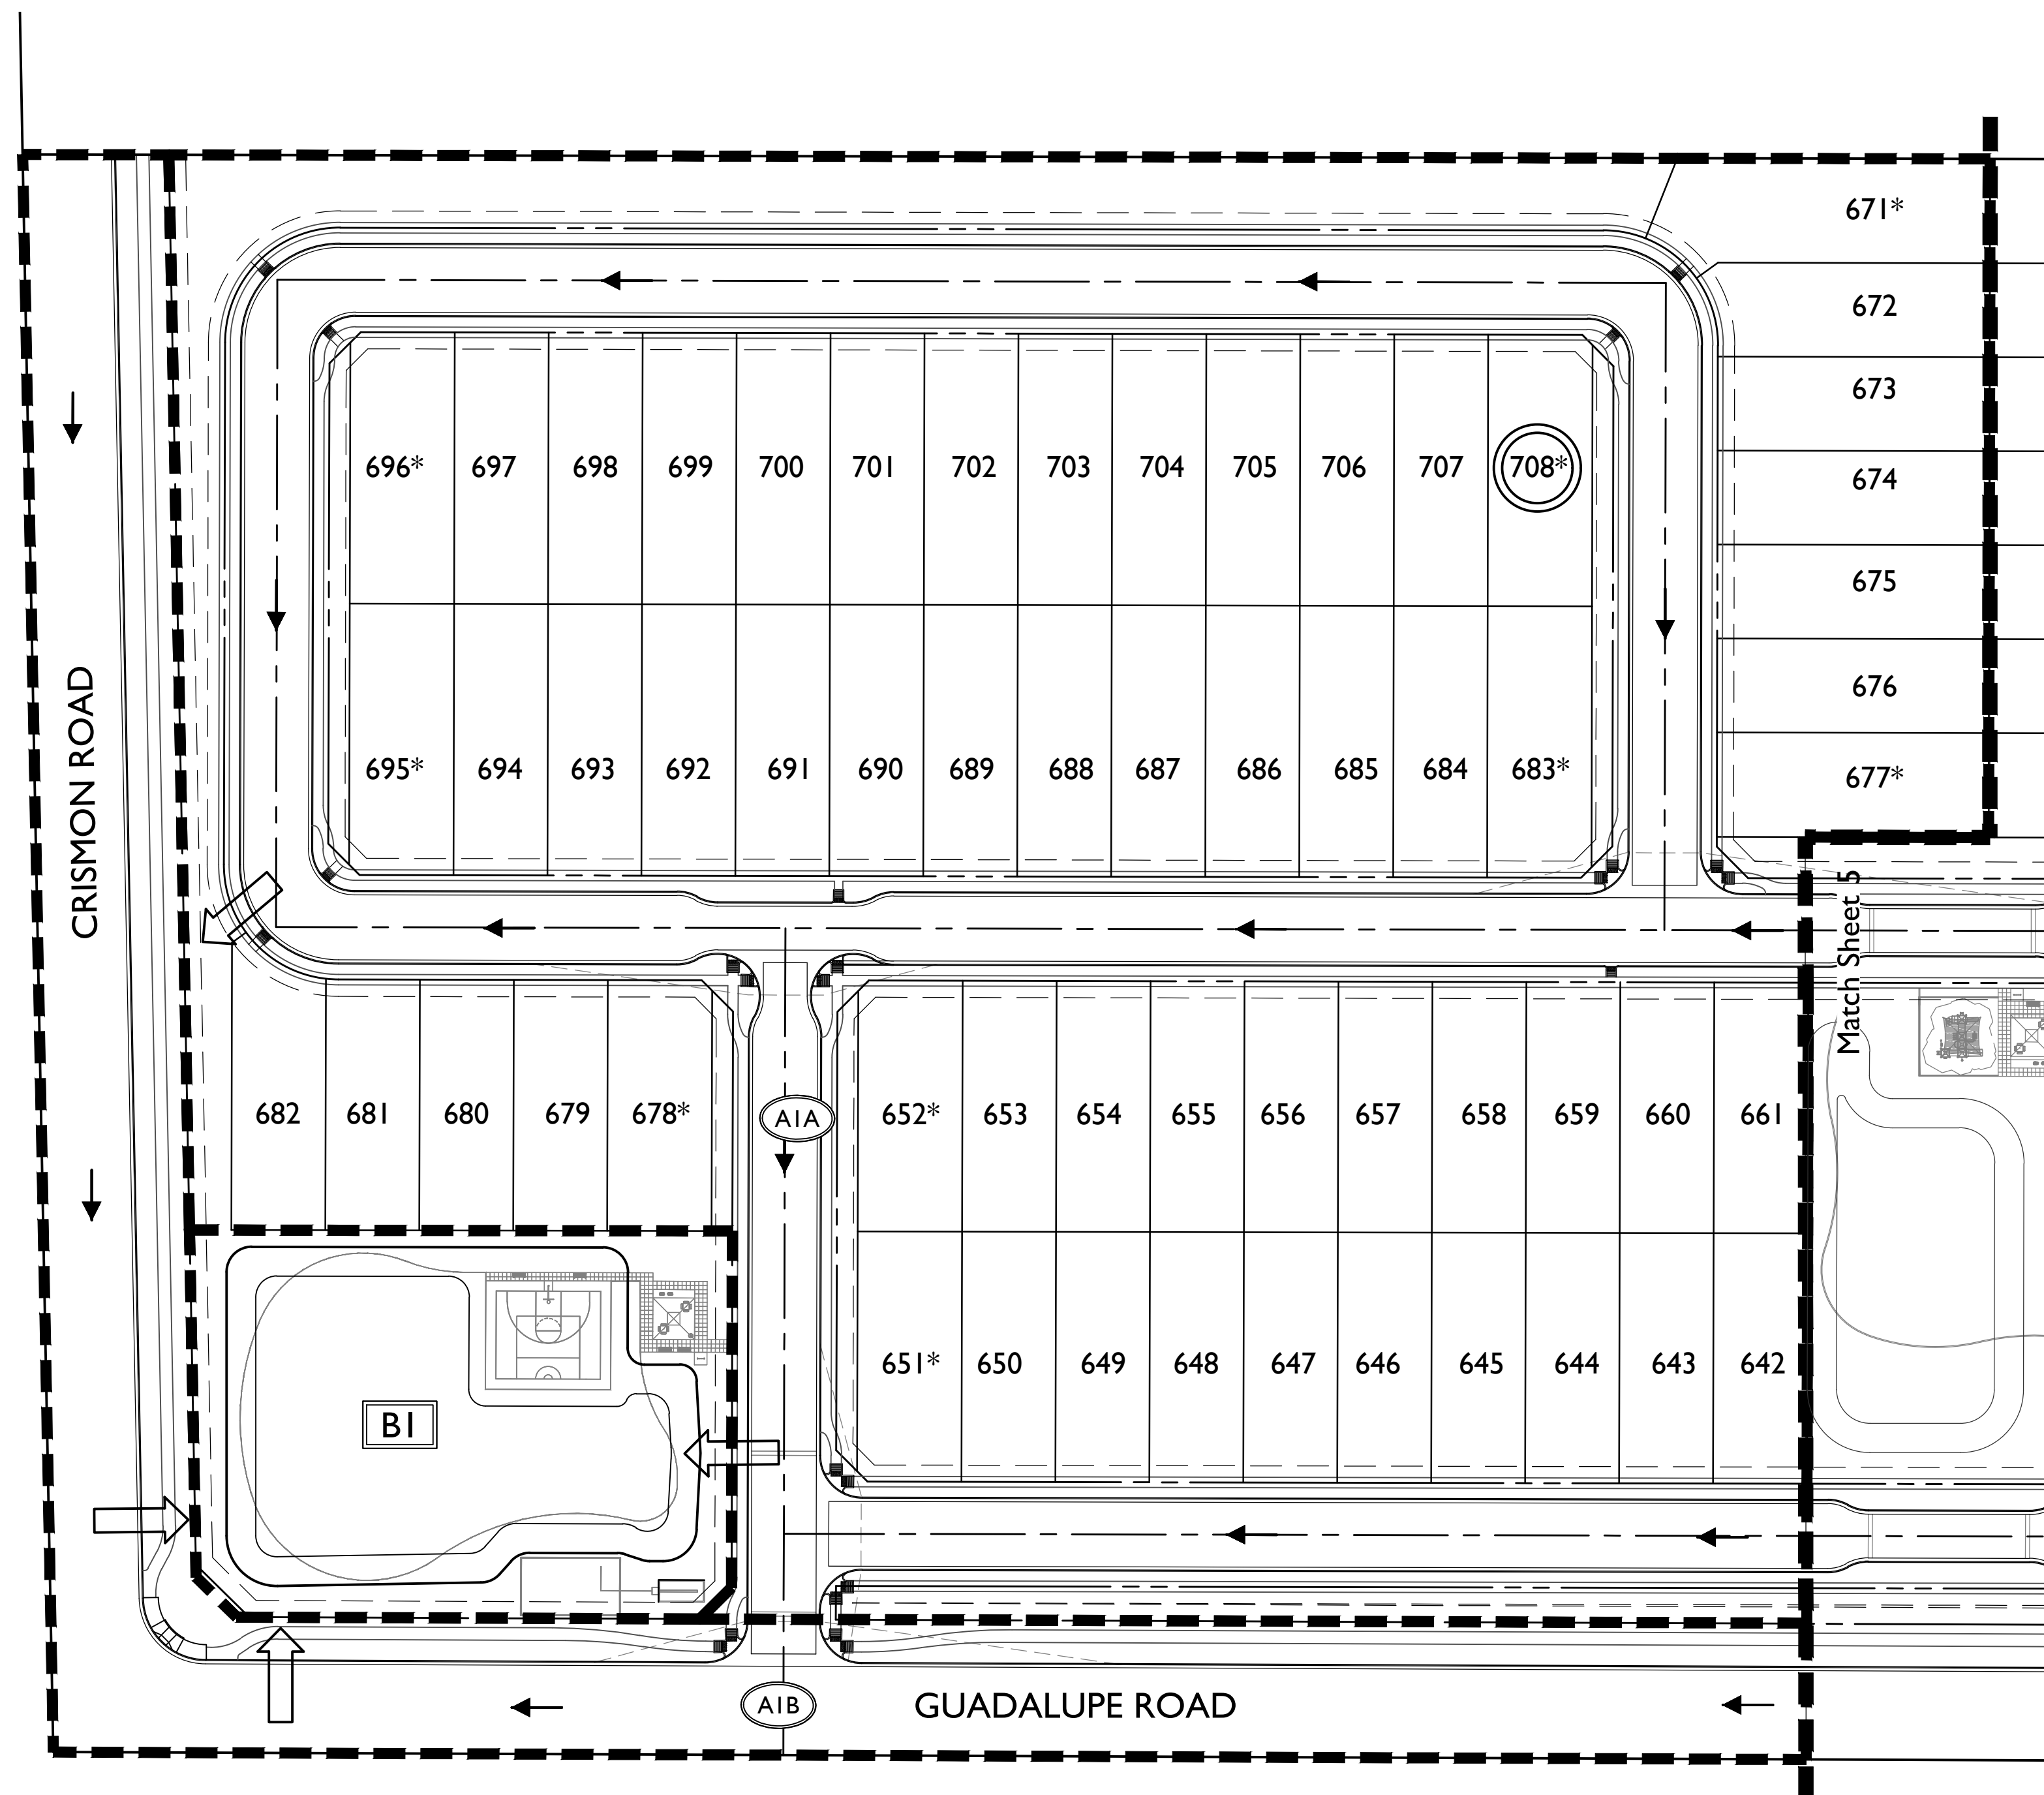 671*
672
673
674
675
676
677*
696* 697 698 699 700 701 702 703 704 705 706 707 708*
695* 694 693 692 691 690 689 688 687 686 685 684 683*
CRISMON ROAD
Match Sheet 5
682 681 680 679 678*
A1A
652* 653 654 655 656 657 658 659 660 661
651* 650 649 648 647 646 645 644 643 642
B1
A1B
GUADALUPE ROAD